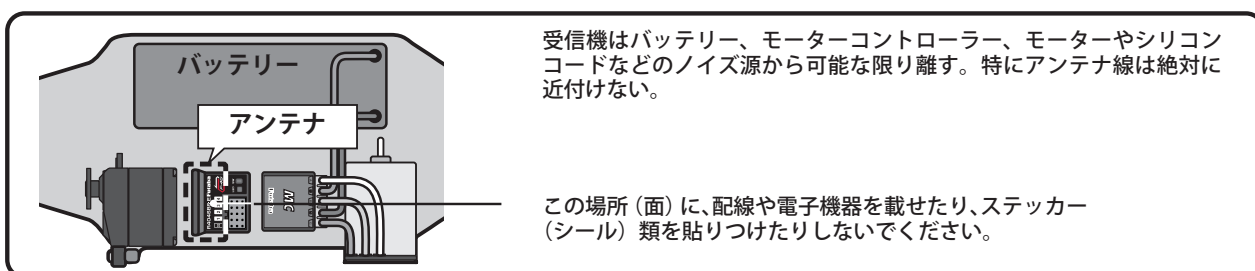 受信機はバッテリー、モーターコントローラー、モーターやシリコン
コードなどのノイズ源から可能な限り離す。特にアンテナ線は絶対に
近付けない。
バッテリー
アンテナ
MC
この場所（面）に、配線や電子機器を載せたり、ステッカー
（シール）類を貼りつけたりしないでください。